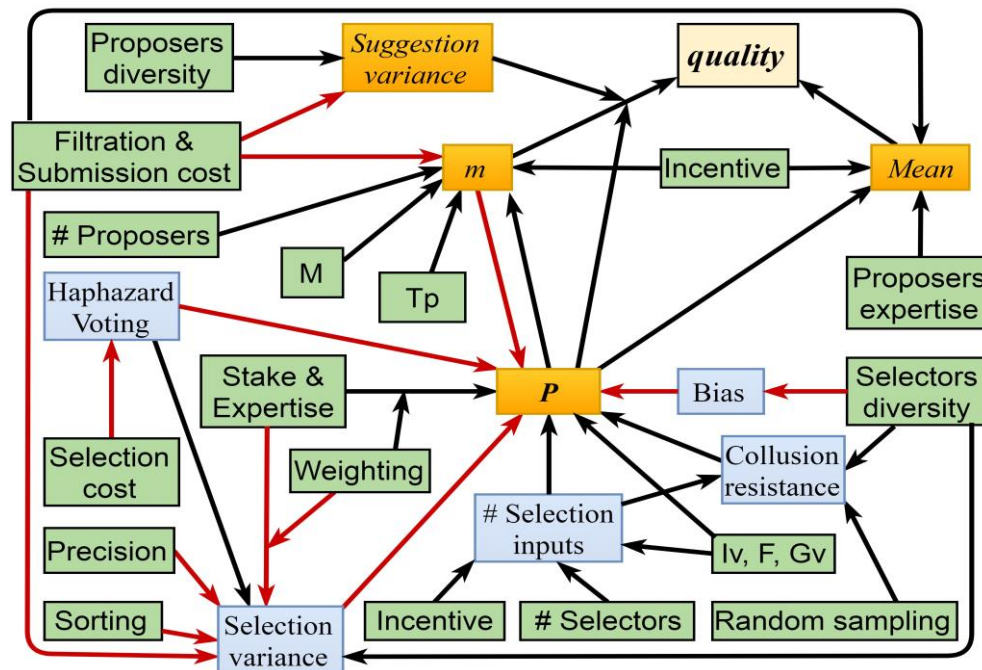 Proposers
diversity
Suggestion
variance
quality
Filtration &
Submission cost
m
Incentive
Mean
# Proposers
M
Tp
Proposers
expertise
Haphazard
Voting
Stake &
Expertise
P
Bias
Selectors
diversity
Selection
cost
Weighting
Collusion
resistance
# Selection
inputs
Precision
Iv, F, Gv
Sorting
Selection
variance
Incentive
# Selectors
Random sampling